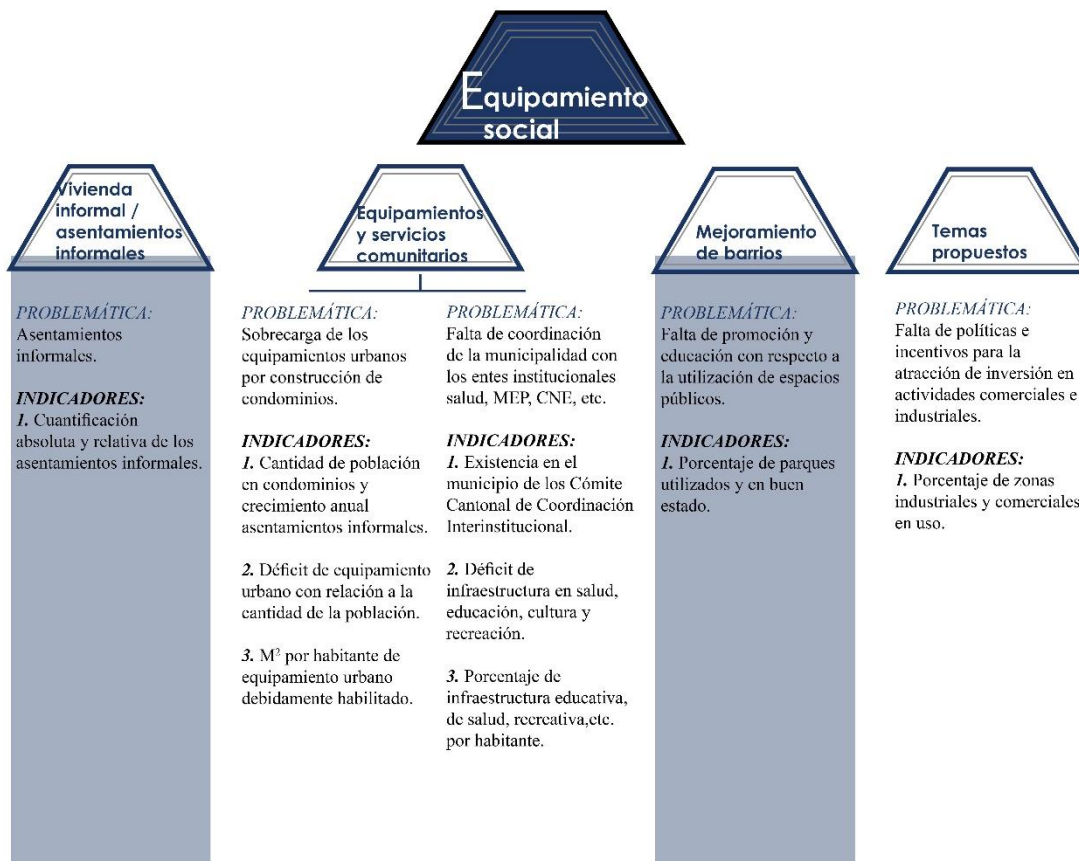 Equipamiento
social
Vivienda
informal /
asentamientos
informales
PROBLEMÁTICA:
Asentamientos
informales.
INDICADORES:
1. Cuantificación
absoluta y relativa de los
asentamientos informales.
Equipamientos
y servicios
comunitarios
PROBLEMÁTICA:
Sobrecarga de los
equipamientos urbanos
por construcción de
condominios.
INDICADORES:
1. Cantidad de población
en condominios y
crecimiento anual
asentamientos informales.
2. Déficit de equipamiento
urbano con relación a la
cantidad de la población.
3. M² por habitante de
equipamiento urbano
debidamente habilitado.
PROBLEMÁTICA:
Falta de coordinación
de la municipalidad con
los entes institucionales
salud, MEP, CNE, etc.
INDICADORES:
1. Existencia en el
municipio de los Cómite
Cantonal de Coordinación
Interinstitucional.
2. Déficit de
infraestructura en salud,
educación, cultura y
recreación.
3. Porcentaje de
infraestructura educativa,
de salud, recreativa,etc.
por habitante.
Mejoramiento
de barrios
PROBLEMÁTICA:
Falta de promoción y
educación con respecto a
la utilización de espacios
públicos.
INDICADORES:
1. Porcentaje de parques
utilizados y en buen
estado.
Temas
propuestos
PROBLEMÁTICA:
Falta de políticas e
incentivos para la
atracción de inversión en
actividades comerciales e
industriales.
INDICADORES:
1. Porcentaje de zonas
industriales y comerciales
en uso.